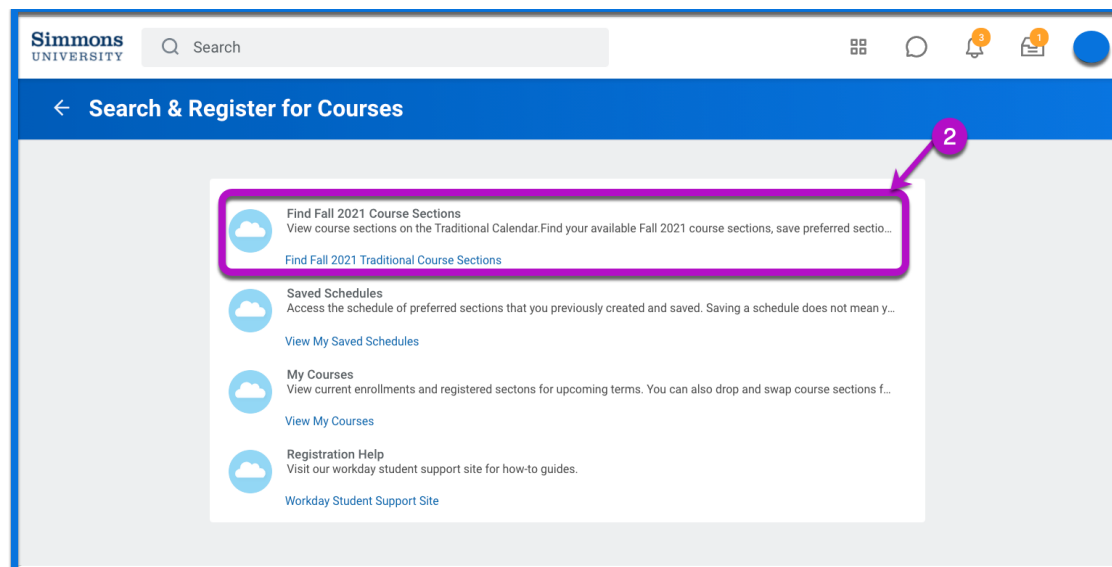 Simmons
UNIVERSITY
Search
3
1
Search & Register for Courses
2
Find Fall 2021 Course Sections
View course sections on the Traditional Calendar.Find your available Fall 2021 course sections, save preferred sectio...
Find Fall 2021 Traditional Course Sections
Saved Schedules
Access the schedule of preferred sections that you previously created and saved. Saving a schedule does not mean y...
View My Saved Schedules
My Courses
View current enrollments and registered sectons for upcoming terms. You can also drop and swap course sections f...
View My Courses
Registration Help
Visit our workday student support site for how-to guides.
Workday Student Support Site